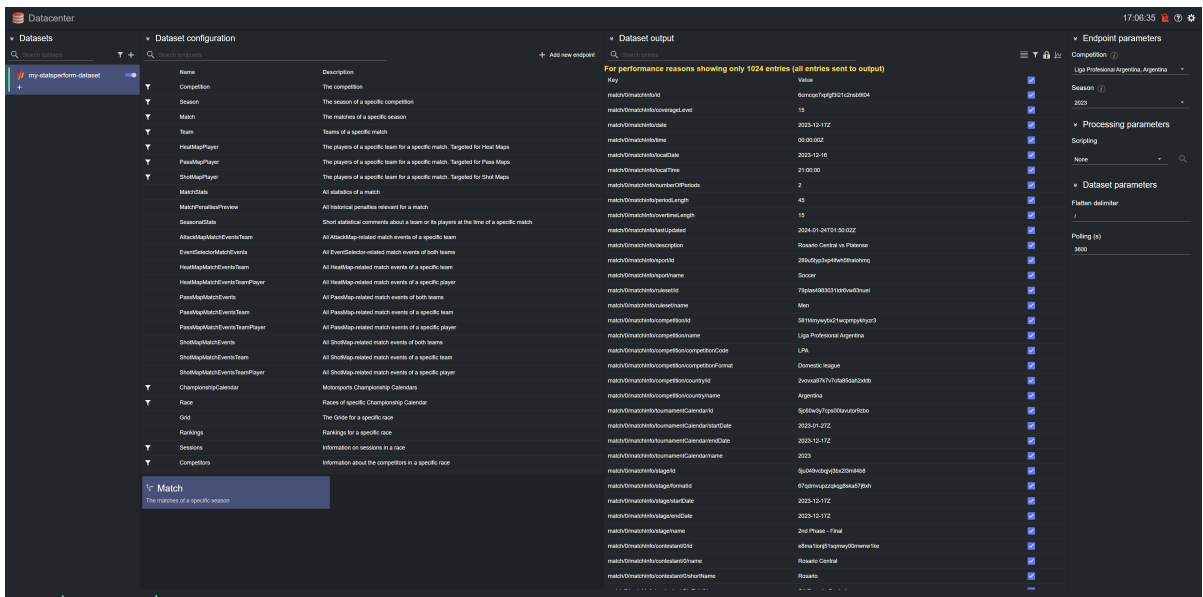 Datacenter
17:06:35
Datasets
Search datasets
my-statsperform-dataset
+
Dataset configuration
Search endpoints
+ Add new endpoint
Name Description
Competition The competition
Season The season of a specific competition
Match The matches of a specific season
Team Teams of a specific match
HeatMapPlayer The players of a specific team for a specific match. Targeted for Heat Maps
PassMapPlayer The players of a specific team for a specific match. Targeted for Pass Maps
ShotMapPlayer The players of a specific team for a specific match. Targeted for Shot Maps
MatchStats All statistics of a match
MatchPenaltiesPreview All historical penalties relevant for a match
SeasonalStats Short statistical comments about a team or its players at the time of a specific match
AttackMapMatchEventsTeam All AttackMap-related match events of a specific team
EventSelectorMatchEvents All EventSelector-related match events of both teams
HeatMapMatchEventsTeam All HeatMap-related match events of a specific team
HeatMapMatchEventsTeamPlayer All HeatMap-related match events of a specific player
PassMapMatchEvents All PassMap-related match events of both teams
PassMapMatchEventsTeam All PassMap-related match events of a specific team
PassMapMatchEventsTeamPlayer All PassMap-related match events of a specific player
ShotMapMatchEvents All ShotMap-related match events of both teams
ShotMapMatchEventsTeam All ShotMap-related match events of a specific team
ShotMapMatchEventsTeamPlayer All ShotMap-related match events of a specific player
ChampionshipCalendar Motorsports Championship Calendars
Race Races of specific Championship Calendar
Grid The Gride for a specific race
Rankings Rankings for a specific race
Sessions Information on sessions in a race
Competitors Information about the competitors in a specific race
Match
The matches of a specific season
Dataset output
Search entries
For performance reasons showing only 1024 entries (all entries sent to output)
Key Value
match/0/matchInfo/id
match/0/matchInfo/coverageLevel 15
match/0/matchInfo/date 2023-12-17Z
match/0/matchInfo/time 00:00:00Z
match/0/matchInfo/localDate 2023-12-16
match/0/matchInfo/localTime 21:00:00
match/0/matchInfo/numberOfPeriods 2
match/0/matchInfo/periodLength 45
match/0/matchInfo/overtimeLength 15
match/0/matchInfo/lastUpdated 2024-01-24T01:50:02Z
match/0/matchInfo/description Rosario Central vs Platense
match/0/matchInfo/sport/id
match/0/matchInfo/sport/name Soccer
match/0/matchInfo/ruleset/id
match/0/matchInfo/ruleset/name Men
match/0/matchInfo/competition/id
match/0/matchInfo/competition/name Liga Profesional Argentina
match/0/matchInfo/competition/competitionCode LPA
match/0/matchInfo/competition/competitionFormat Domestic league
match/0/matchInfo/competition/country/id
match/0/matchInfo/competition/country/name Argentina
match/0/matchInfo/tournamentCalendar/id
match/0/matchInfo/tournamentCalendar/startDate 2023-01-27Z
match/0/matchInfo/tournamentCalendar/endDate 2023-12-17Z
match/0/matchInfo/tournamentCalendar/name 2023
match/0/matchInfo/stage/id
match/0/matchInfo/stage/formatId
match/0/matchInfo/stage/startDate 2023-12-17Z
match/0/matchInfo/stage/endDate 2023-12-17Z
match/0/matchInfo/stage/name 2nd Phase - Final
match/0/matchInfo/contestant/0/id
match/0/matchInfo/contestant/0/name Rosario Central
match/0/matchInfo/contestant/0/shortName Rosario
Endpoint parameters
Competition
Liga Profesional Argentina, Argentina
Season
2023
Processing parameters
Scripting
None
Dataset parameters
Flatten delimiter
/
Polling (s)
3600